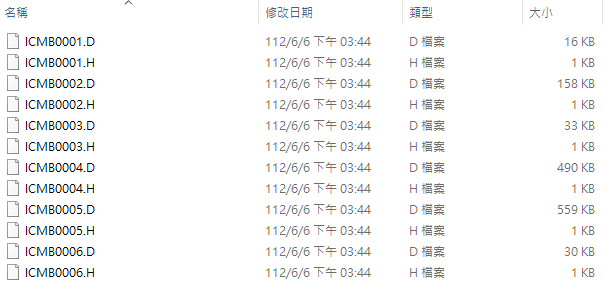 名稱 修改日期 類型 大小
ICMB0001.D 112/6/6 下午 03:44 D 檔案 16 KB
ICMB0001.H 112/6/6 下午 03:44 H 檔案 1 KB
ICMB0002.D 112/6/6 下午 03:44 D 檔案 158 KB
ICMB0002.H 112/6/6 下午 03:44 H 檔案 1 KB
ICMB0003.D 112/6/6 下午 03:44 D 檔案 33 KB
ICMB0003.H 112/6/6 下午 03:44 H 檔案 1 KB
ICMB0004.D 112/6/6 下午 03:44 D 檔案 490 KB
ICMB0004.H 112/6/6 下午 03:44 H 檔案 1 KB
ICMB0005.D 112/6/6 下午 03:44 D 檔案 559 KB
ICMB0005.H 112/6/6 下午 03:44 H 檔案 1 KB
ICMB0006.D 112/6/6 下午 03:44 D 檔案 30 KB
ICMB0006.H 112/6/6 下午 03:44 H 檔案 1 KB